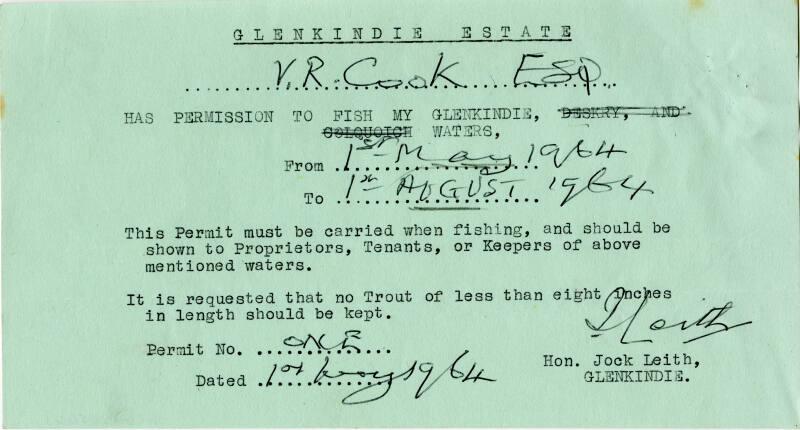 GLENKINDIE ESTATE
V.R. Cook Esq.
HAS PERMISSION TO FISH MY GLENKINDIE, DESKRY, AND
COLQUOICH WATERS,
From 1st May 1964
To 1st AUGUST 1964
This Permit must be carried when fishing, and should be
shown to Proprietors, Tenants, or Keepers of above
mentioned waters.
It is requested that no Trout of less than eight inches
in length should be kept.
J Leith
Permit No. ONE
Hon. Jock Leith,
Dated 1st May 1964
GLENKINDIE.